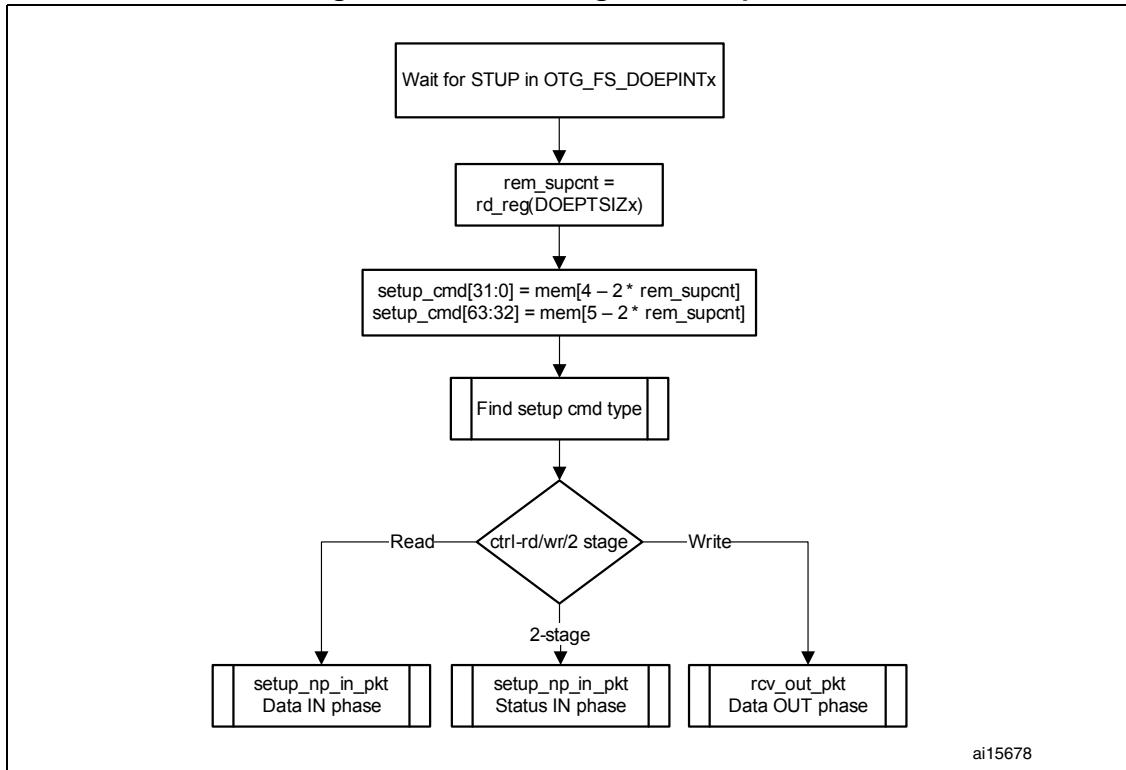 Wait for STUP in OTG_FS_DOEPINTx
rem_supcnt =
rd_reg(DOEPTSIZx)
setup_cmd[31:0] = mem[4 – 2 * rem_supcnt]
setup_cmd[63:32] = mem[5 – 2 * rem_supcnt]
Find setup cmd type
Read
ctrl-rd/wr/2 stage
Write
2-stage
setup_np_in_pkt
Data IN phase
setup_np_in_pkt
Status IN phase
rcv_out_pkt
Data OUT phase
ai15678